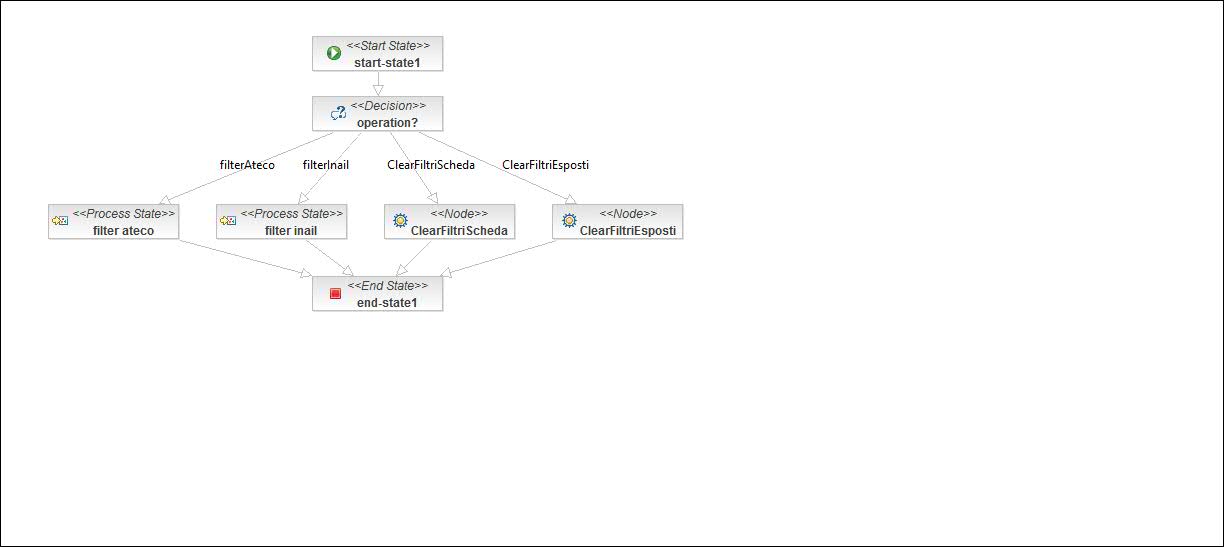 <<Start State>>
start-state1
<<Decision>>
operation?
filterAteco filterInail ClearFiltriScheda ClearFiltriEsposti
<<Process State>> <<Process State>> <<Node>> <<Node>>
filter ateco filter inail ClearFiltriScheda ClearFiltriEsposti
<<End State>>
end-state1